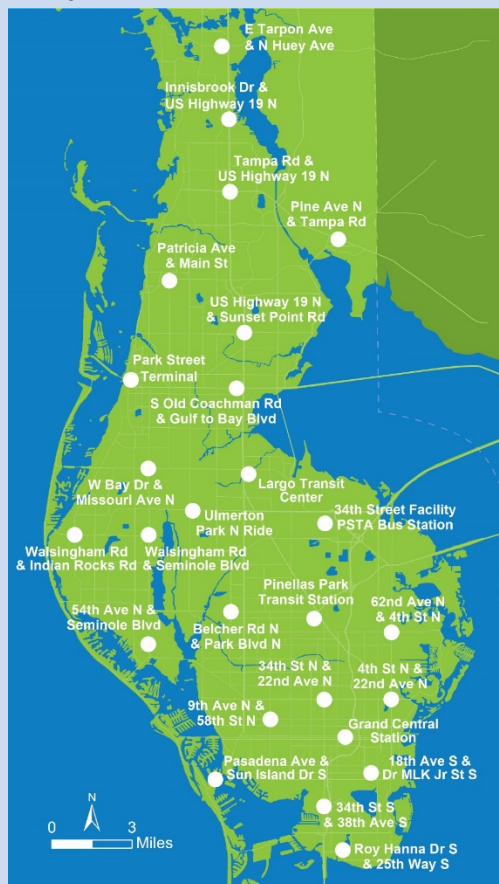 E Tarpon Ave
& N Huey Ave
Innisbrook Dr &
US Highway 19 N
Tampa Rd &
US Highway 19 N
Pine Ave N
& Tampa Rd
Patricia Ave
& Main St
US Highway 19 N
& Sunset Point Rd
Park Street
Terminal
S Old Coachman Rd
& Gulf to Bay Blvd
W Bay Dr &
Missouri Ave N
Largo Transit
Center
Ulmerton
Park N Ride
34th Street Facility
PSTA Bus Station
Walsingham Rd
& Indian Rocks Rd
Walsingham Rd
& Seminole Blvd
Pinellas Park
Transit Station
62nd Ave N
& 4th St N
54th Ave N &
Seminole Blvd
Belcher Rd N
& Park Blvd N
34th St N &
22nd Ave N
4th St N &
22nd Ave N
9th Ave N &
58th St N
Grand Central
Station
Pasadena Ave &
Sun Island Dr S
18th Ave S &
Dr MLK Jr St S
34th St S
& 38th Ave S
Roy Hanna Dr S
& 25th Way S
N
0 3
Miles